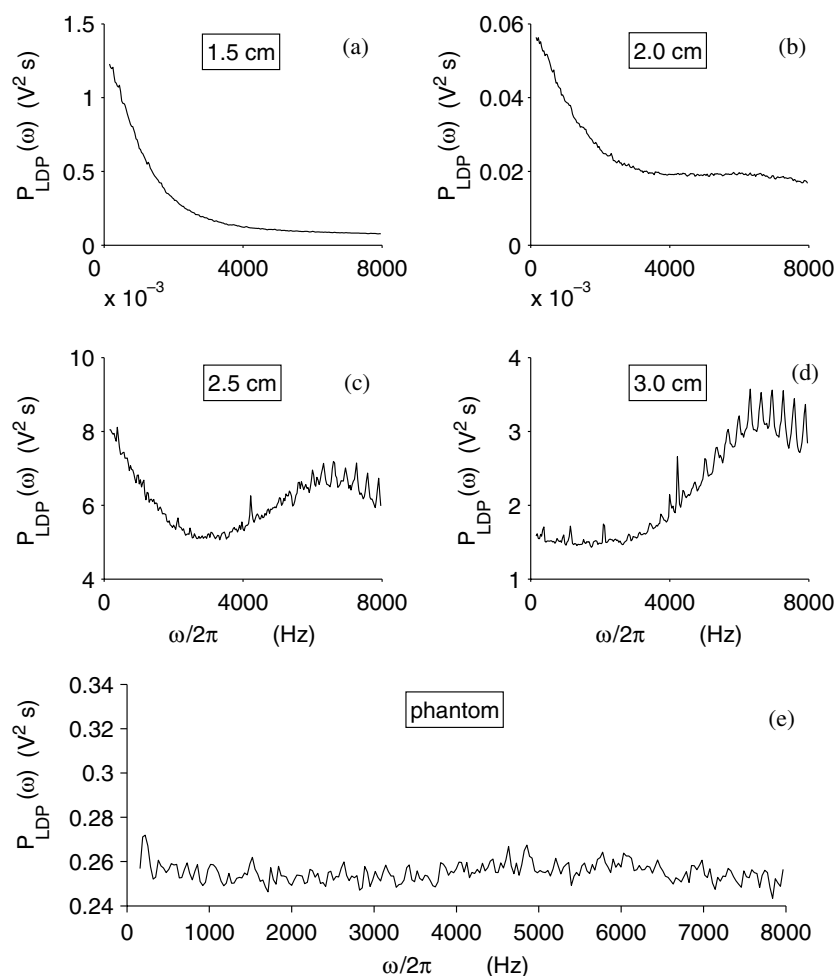 1.5
1
0.5
0
P_LDP(ω) (V² s)
1.5 cm
(a)
0 4000 8000
x 10⁻³
0.06
0.04
0.02
0
P_LDP(ω) (V² s)
2.0 cm
(b)
0 4000 8000
x 10⁻³
10
8
6
4
P_LDP(ω) (V² s)
2.5 cm
(c)
0 4000 8000
ω/2π (Hz)
4
3
2
1
P_LDP(ω) (V² s)
3.0 cm
(d)
0 4000 8000
ω/2π (Hz)
0.34
0.32
0.3
0.28
0.26
0.24
P_LDP(ω) (V² s)
phantom
(e)
0 1000 2000 3000 4000 5000 6000 7000 8000
ω/2π (Hz)